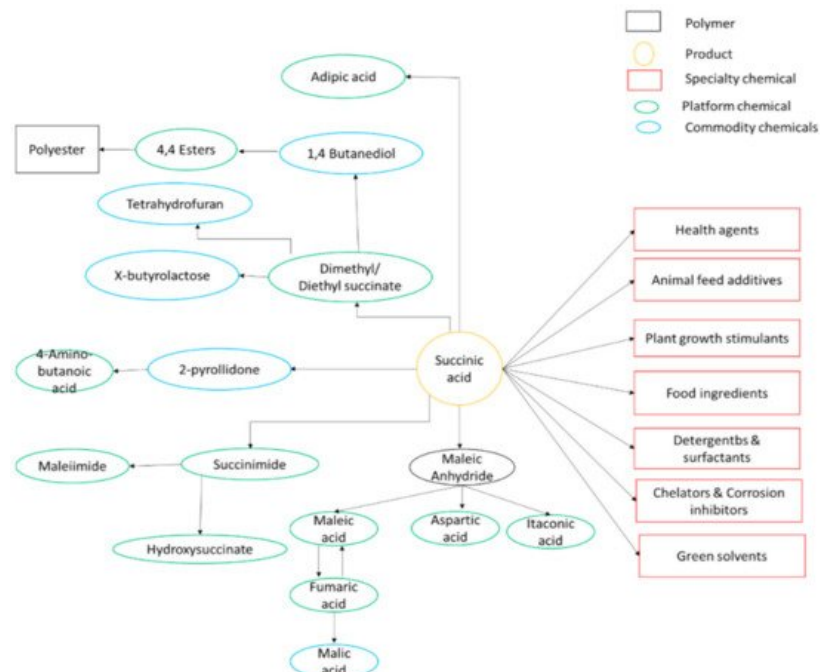 Polymer
Product
Specialty chemical
Platform chemical
Commodity chemicals
Adipic acid
Polyester
4,4 Esters
1,4 Butanediol
Tetrahydrofuran
X-butyrolactose
Dimethyl/
Diethyl succinate
4-Amino-
butanoic
acid
2-pyrollidone
Succinic
acid
Maleiimide
Succinimide
Hydroxysuccinate
Maleic
Anhydride
Maleic
acid
Aspartic
acid
Itaconic
acid
Fumaric
acid
Malic
acid
Health agents
Animal feed additives
Plant growth stimulants
Food ingredients
Detergentbs &
surfactants
Chelators & Corrosion
inhibitors
Green solvents